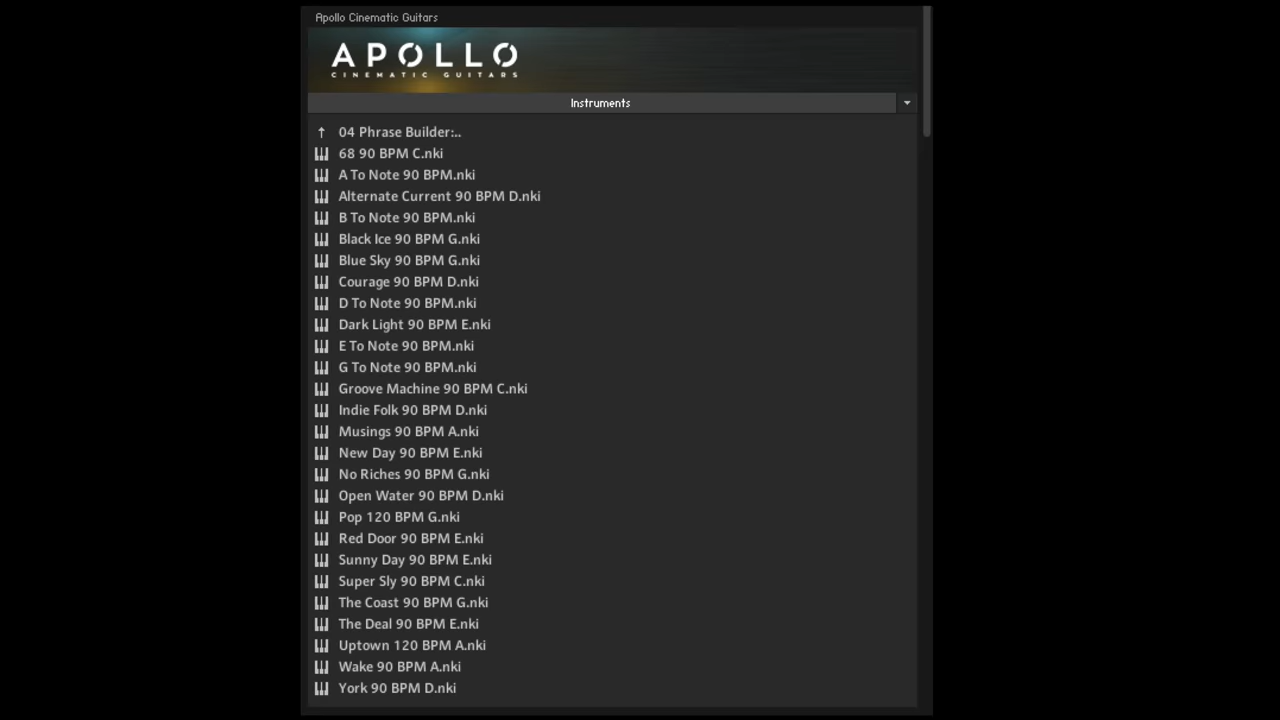 Apollo Cinematic Guitars
APOLLO
CINEMATIC GUITARS
Instruments
04 Phrase Builder:..
68 90 BPM C.nki
A To Note 90 BPM.nki
Alternate Current 90 BPM D.nki
B To Note 90 BPM.nki
Black Ice 90 BPM G.nki
Blue Sky 90 BPM G.nki
Courage 90 BPM D.nki
D To Note 90 BPM.nki
Dark Light 90 BPM E.nki
E To Note 90 BPM.nki
G To Note 90 BPM.nki
Groove Machine 90 BPM C.nki
Indie Folk 90 BPM D.nki
Musings 90 BPM A.nki
New Day 90 BPM E.nki
No Riches 90 BPM G.nki
Open Water 90 BPM D.nki
Pop 120 BPM G.nki
Red Door 90 BPM E.nki
Sunny Day 90 BPM E.nki
Super Sly 90 BPM C.nki
The Coast 90 BPM G.nki
The Deal 90 BPM E.nki
Uptown 120 BPM A.nki
Wake 90 BPM A.nki
York 90 BPM D.nki